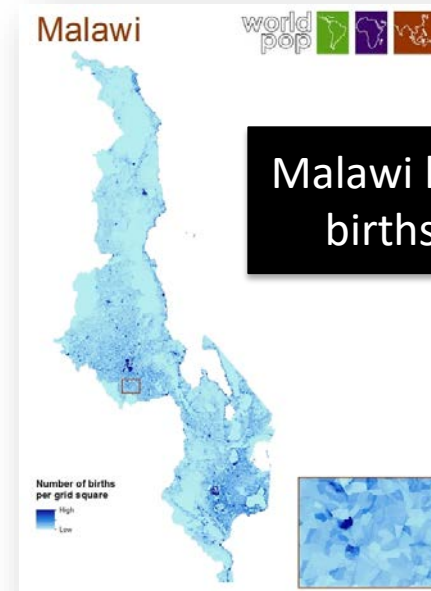 Malawi
world
pop
Malawi
births
Number of births
per grid square
High
Low